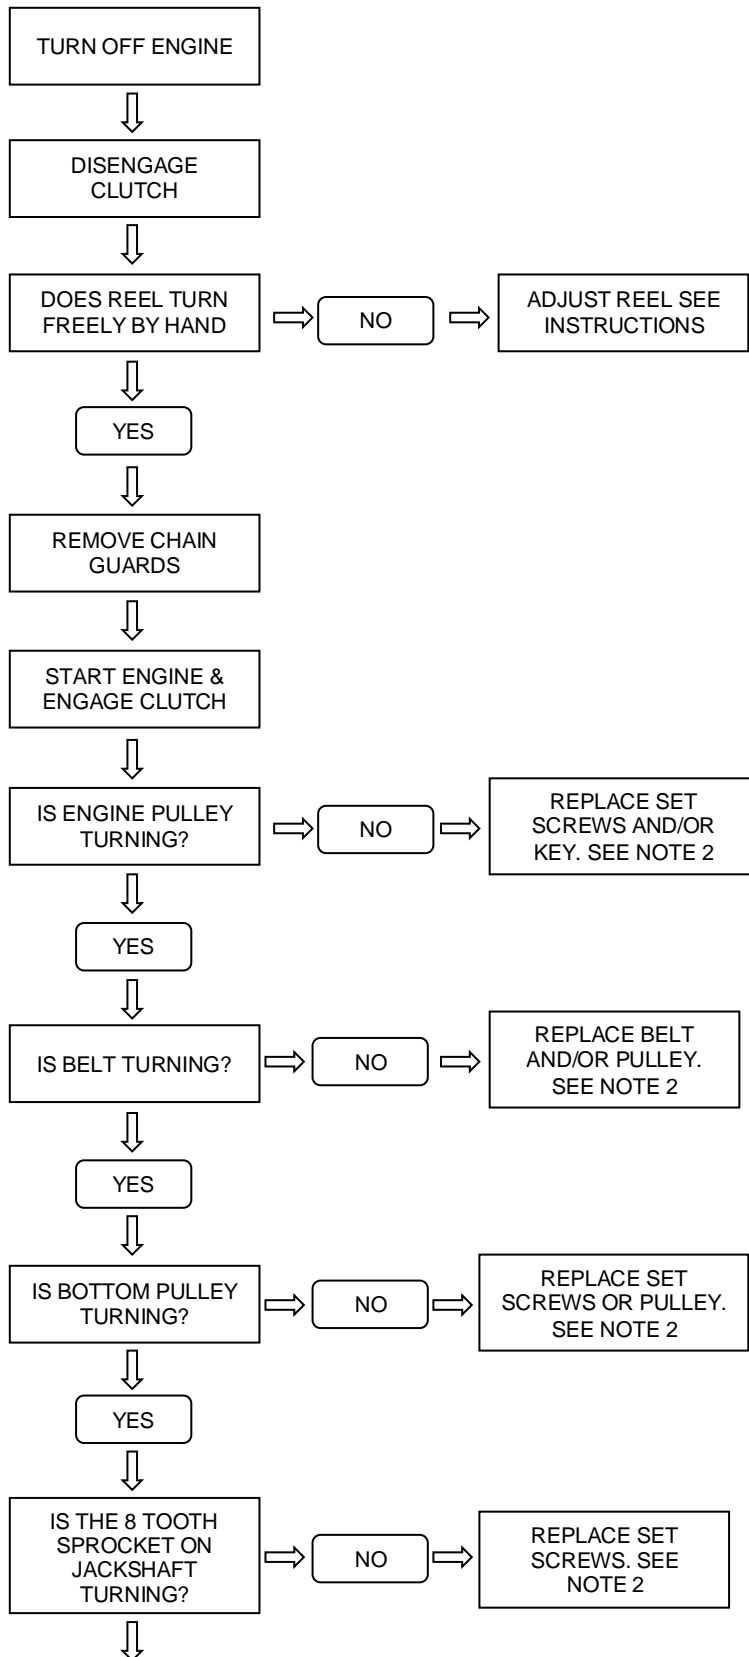 TURN OFF ENGINE
DISENGAGE
CLUTCH
DOES REEL TURN
FREELY BY HAND
NO
ADJUST REEL SEE
INSTRUCTIONS
YES
REMOVE CHAIN
GUARDS
START ENGINE &
ENGAGE CLUTCH
IS ENGINE PULLEY
TURNING?
NO
REPLACE SET
SCREWS AND/OR
KEY. SEE NOTE 2
YES
IS BELT TURNING?
NO
REPLACE BELT
AND/OR PULLEY.
SEE NOTE 2
YES
IS BOTTOM PULLEY
TURNING?
NO
REPLACE SET
SCREWS OR PULLEY.
SEE NOTE 2
YES
IS THE 8 TOOTH
SPROCKET ON
JACKSHAFT
TURNING?
NO
REPLACE SET
SCREWS. SEE
NOTE 2